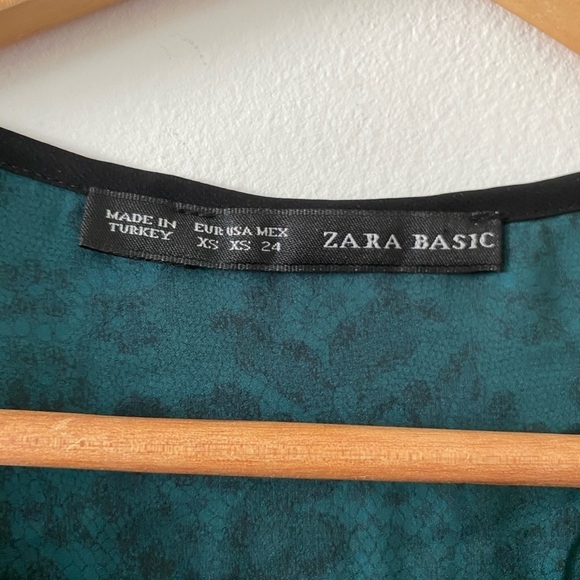 MADE IN
TURKEY
EUR USA MEX
XS XS 24
ZARA BASIC